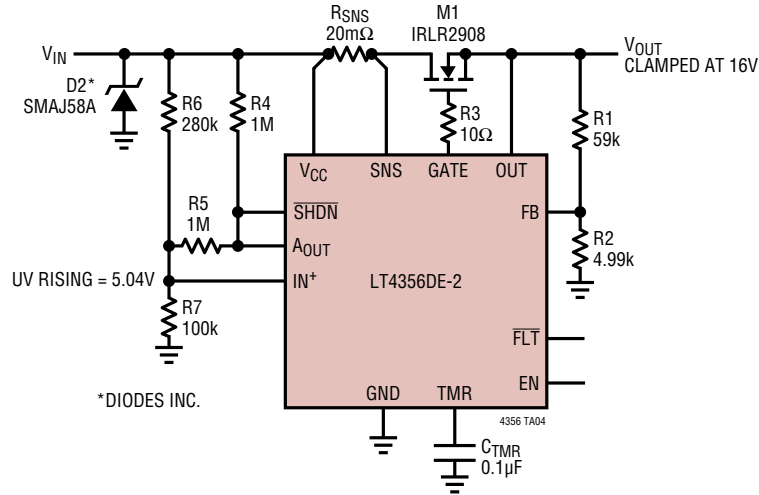 RSNS
20mΩ
M1
IRLR2908
VIN
VOUT
CLAMPED AT 16V
D2*
SMAJ58A
R6
280k
R4
1M
R3
10Ω
R1
59k
VCC
SNS
GATE
OUT
R5
1M
SHDN
FB
AOUT
R2
4.99k
UV RISING = 5.04V
IN+
LT4356DE-2
R7
100k
FLT
EN
*DIODES INC.
GND
TMR
4356 TA04
CTMR
0.1µF